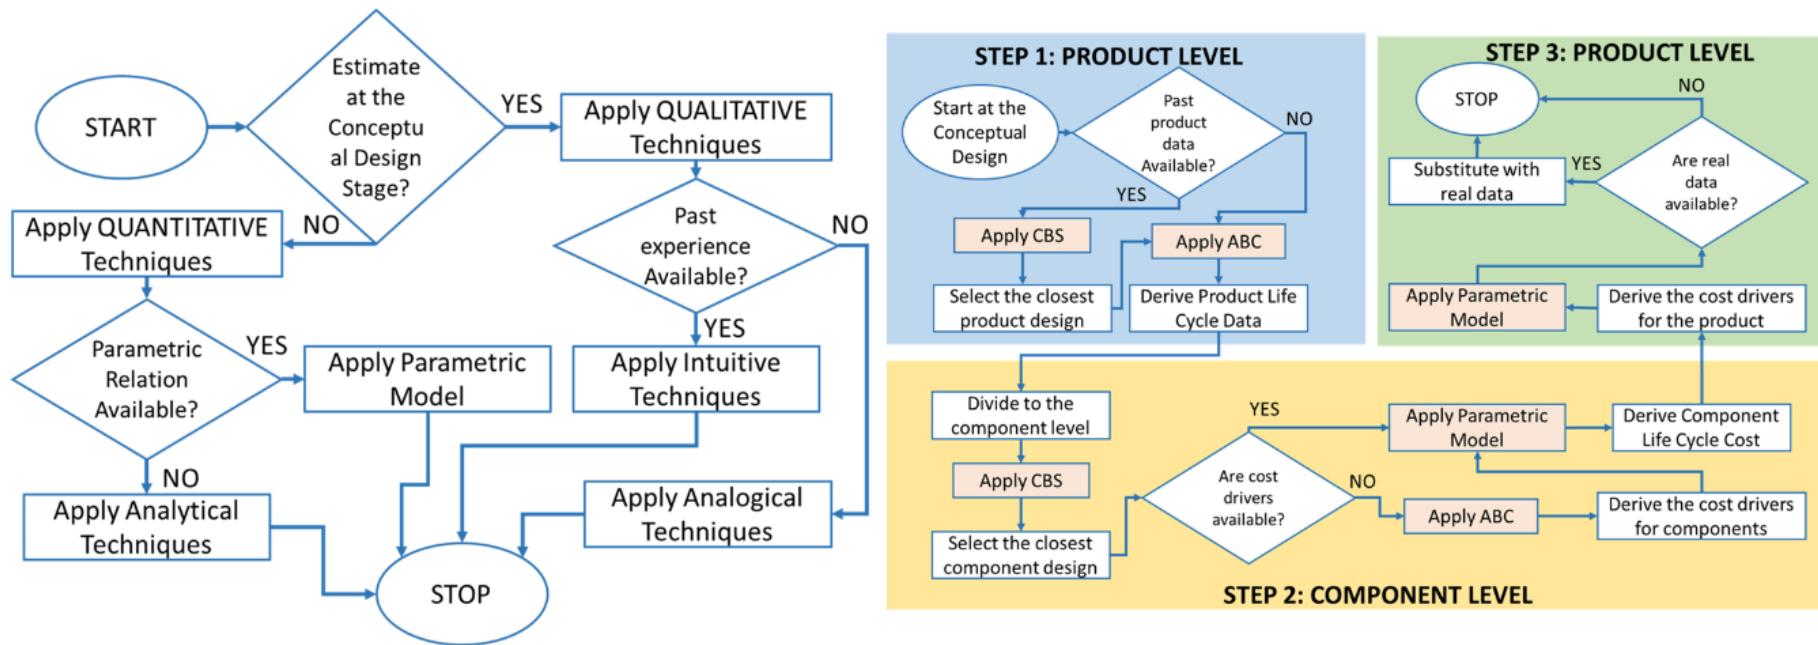 START
Estimate
at the
Conceptu
al Design
Stage?
YES
Apply QUALITATIVE
Techniques
NO
Apply QUANTITATIVE
Techniques
Past
experience
Available?
NO
YES
Parametric
Relation
Available?
YES
Apply Parametric
Model
Apply Intuitive
Techniques
NO
Apply Analytical
Techniques
Apply Analogical
Techniques
STOP
STEP 1: PRODUCT LEVEL
Start at the
Conceptual
Design
Past
product
data
Available?
NO
YES
Apply CBS
Apply ABC
Select the closest
product design
Derive Product Life
Cycle Data
STEP 3: PRODUCT LEVEL
STOP
NO
Substitute with
real data
YES
Are real
data
available?
Apply Parametric
Model
Derive the cost drivers
for the product
Divide to the
component level
Apply CBS
Select the closest
component design
Are cost
drivers
available?
YES
Apply Parametric
Model
Derive Component
Life Cycle Cost
NO
Apply ABC
Derive the cost drivers
for components
STEP 2: COMPONENT LEVEL